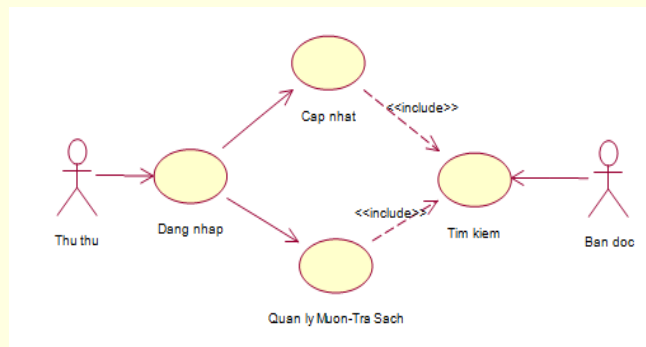 Cap nhat
<<include>>
Thu thu
Dang nhap
<<include>>
Tim kiem
Ban doc
Quan ly Muon-Tra Sach